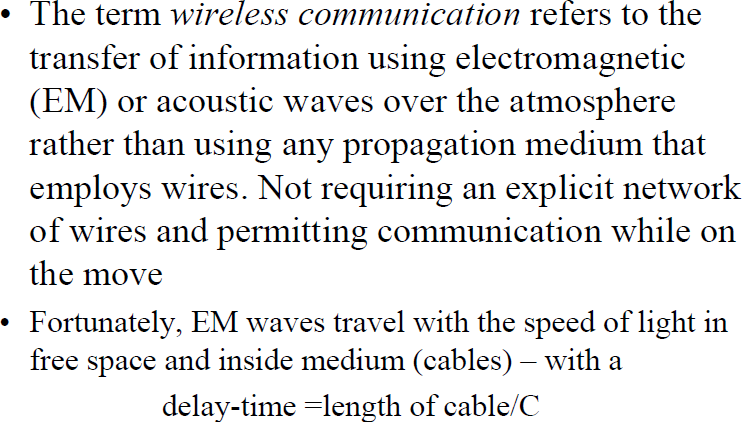 • The term wireless communication refers to the
transfer of information using electromagnetic
(EM) or acoustic waves over the atmosphere
rather than using any propagation medium that
employs wires. Not requiring an explicit network
of wires and permitting communication while on
the move
• Fortunately, EM waves travel with the speed of light in
free space and inside medium (cables) – with a
delay-time =length of cable/C